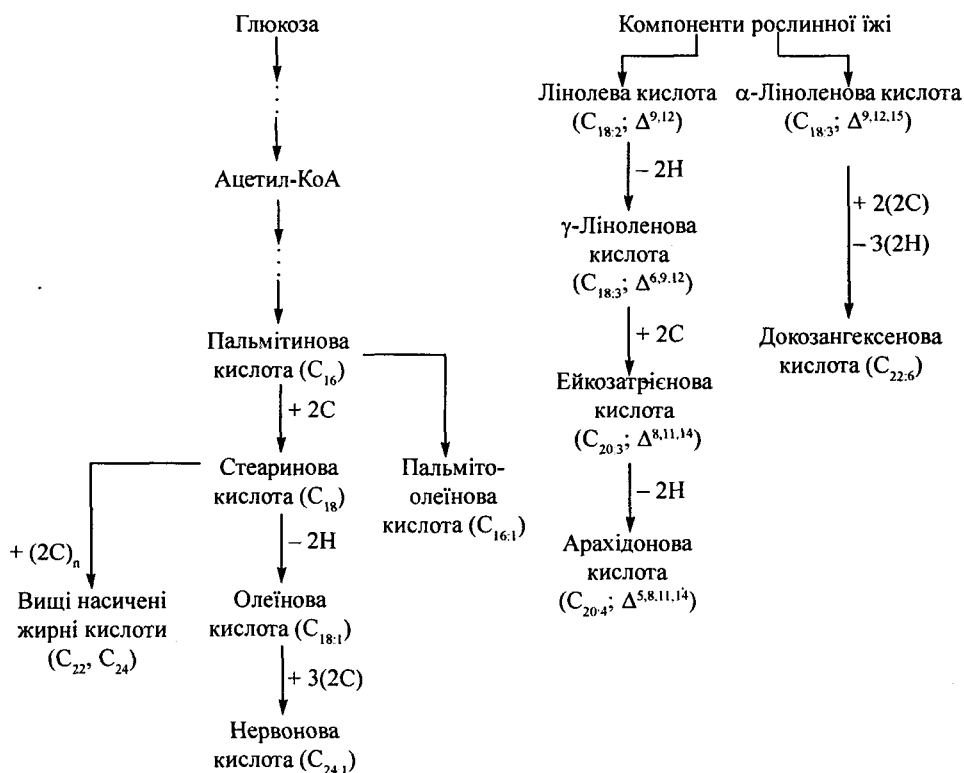 Глюкоза
Ацетил-КоА
Пальмітинова
кислота (C₁₆)
+ 2C
Стеаринова
кислота (C₁₈)
Пальміто-
олеїнова
кислота (C₁₆:₁)
– 2H
+ (2C)ₙ
Вищі насичені
жирні кислоти
(C₂₂, C₂₄)
Олеїнова
кислота (C₁₈:₁)
+ 3(2C)
Нервонова
кислота (C₂₄.₁)
Компоненти рослинної їжі
Лінолева кислота
(C₁₈:₂; Δ⁹,¹²)
– 2H
γ-Ліноленова
кислота
(C₁₈:₃; Δ⁶,⁹,¹²)
+ 2C
Ейкозатрієнова
кислота
(C₂₀:₃; Δ⁸,¹¹,¹⁴)
– 2H
Арахідонова
кислота
(C₂₀:₄; Δ⁵,⁸,¹¹,¹⁴)
α-Ліноленова кислота
(C₁₈:₃; Δ⁹,¹²,¹⁵)
+ 2(2C)
– 3(2H)
Докозангексенова
кислота (C₂₂:₆)